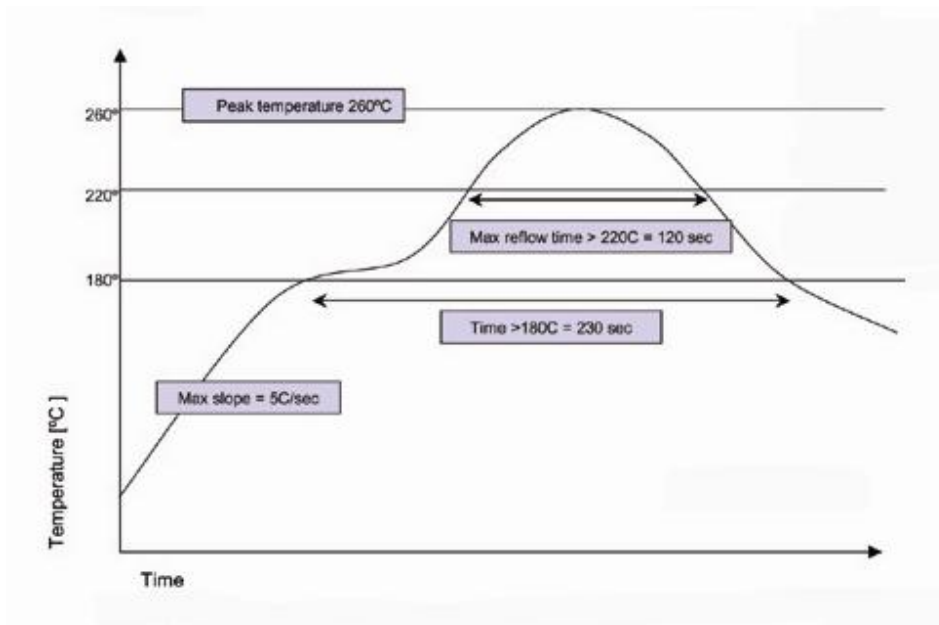 Peak temperature 260ºC
260º
220º
Max reflow time > 220C = 120 sec
180º
Time >180C = 230 sec
Max slope = 5C/sec
Temperature [ºC ]
Time